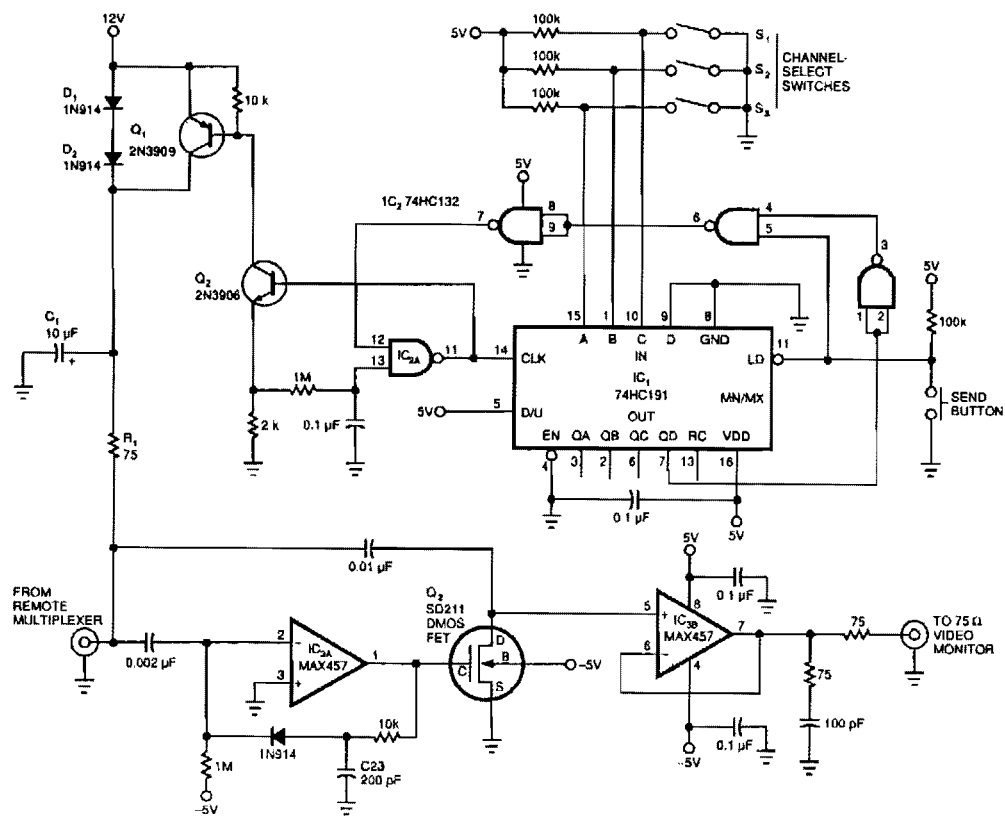 12V
D1
1N914
D2
1N914
Q1
2N3909
10 k
5V
100k
100k
100k
S1
S2
S3
CHANNEL-
SELECT
SWITCHES
5V
1C2 74HC132
7
8
9
6
4
5
3
1
2
5V
100k
Q2
2N3906
C1
10 µF
+
12
13
IC2A
11
14
1M
0.1 µF
2 k
5V
5
15
1
10
9
8
A
B
C
D
GND
IN
CLK
LD
11
IC1
74HC191
MN/MX
D/U
OUT
EN
QA
QB
QC
QD
RC
VDD
4
3
2
6
7
13
16
0.1 µF
5V
SEND
BUTTON
R1
75
0.01 µF
FROM
REMOTE
MULTIPLEXER
0.002 µF
2
3
−
+
IC3A
MAX457
1
Q2
SD211
DMOS
FET
D
B
C
S
−5V
5V
0.1 µF
8
5
6
+
−
IC3B
MAX457
7
4
75
TO 75 Ω
VIDEO
MONITOR
75
100 pF
0.1 µF
−5V
1N914
10k
C23
200 pF
1M
−5V